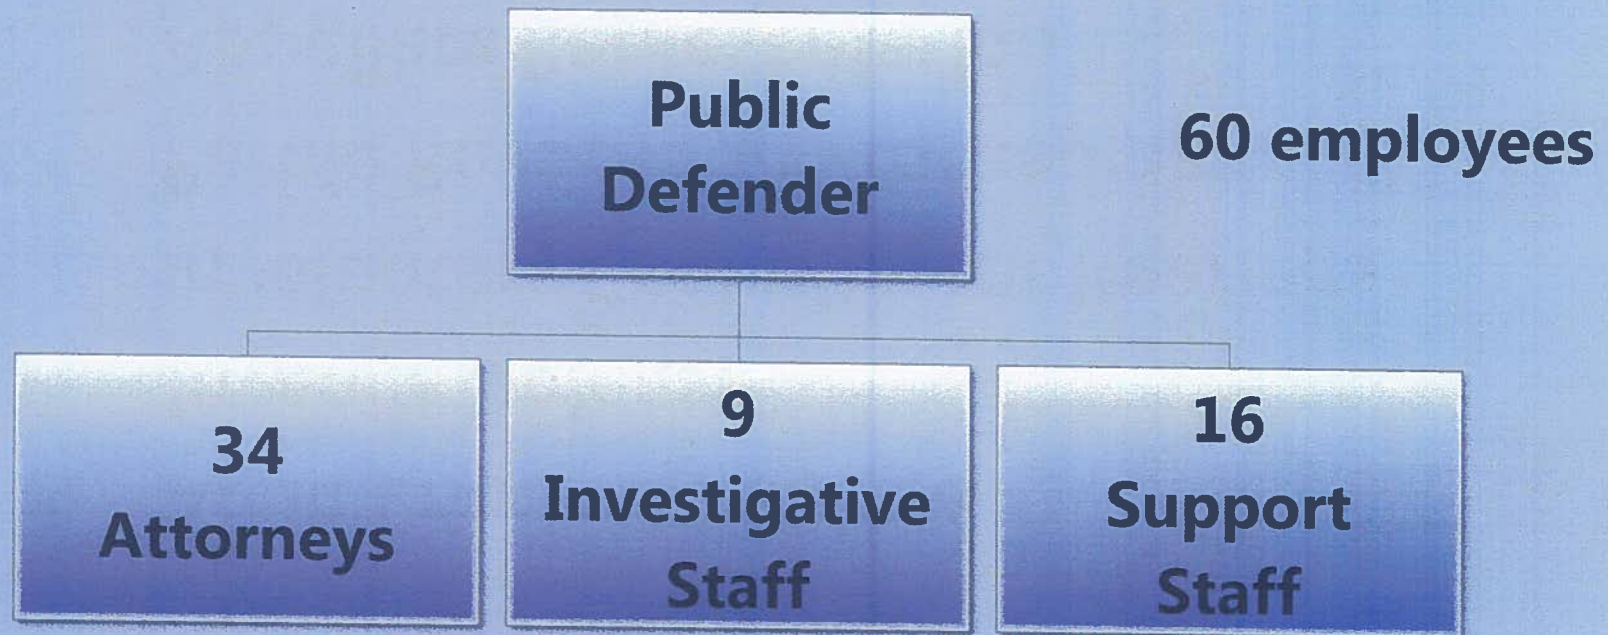 Public
Defender
60 employees
34
Attorneys
9
Investigative
Staff
16
Support
Staff